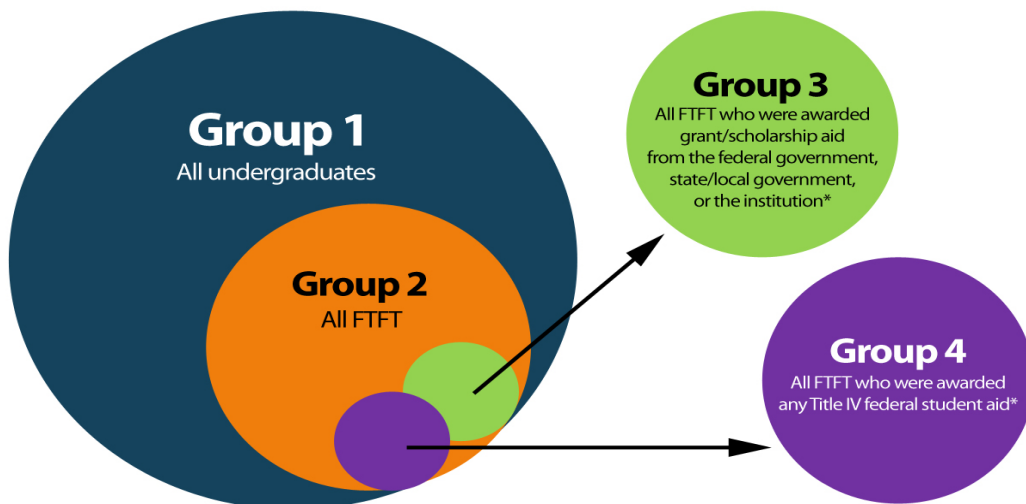 Group 1
All undergraduates
Group 2
All FTFT
Group 3
All FTFT who were awarded
grant/scholarship aid
from the federal government,
state/local government,
or the institution*
Group 4
All FTFT who were awarded
any Title IV federal student aid*